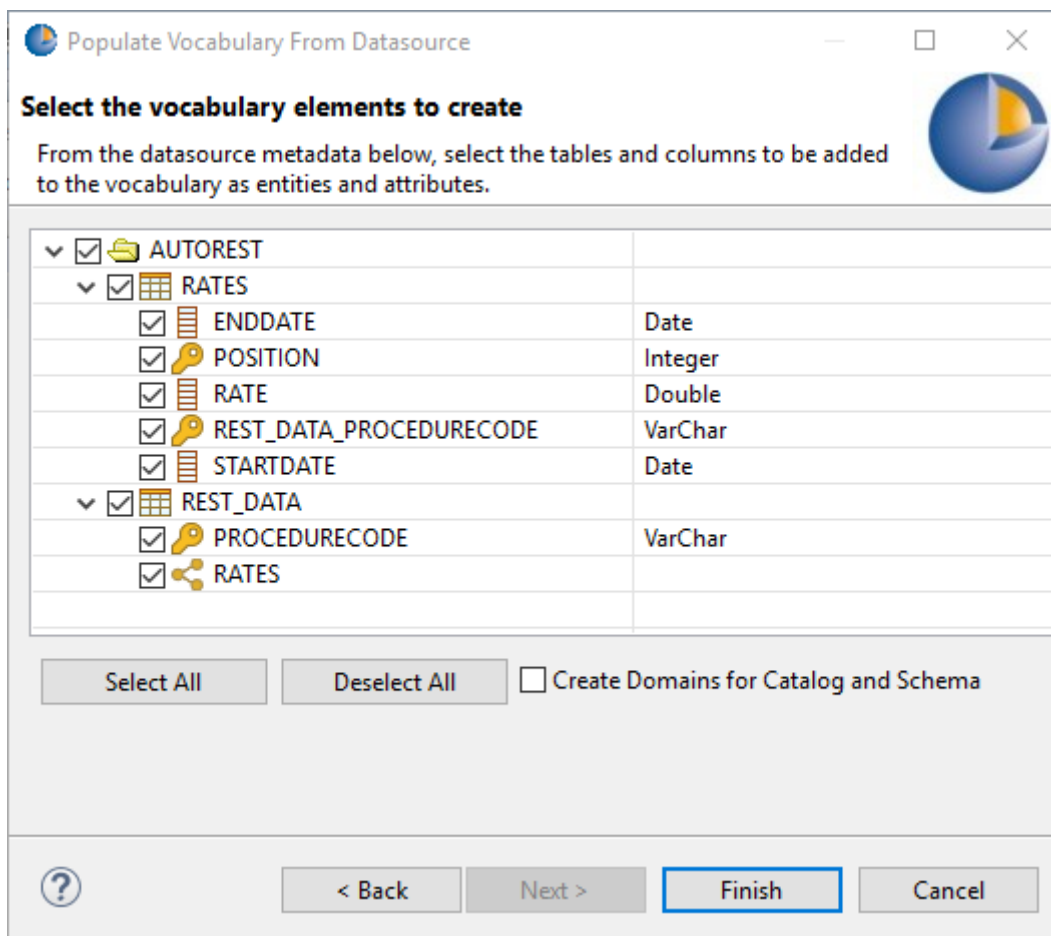 Populate Vocabulary From Datasource
Select the vocabulary elements to create
From the datasource metadata below, select the tables and columns to be added
to the vocabulary as entities and attributes.
AUTOREST
RATES
ENDDATE Date
POSITION Integer
RATE Double
REST_DATA_PROCEDURECODE VarChar
STARTDATE Date
REST_DATA
PROCEDURECODE VarChar
RATES
Select All Deselect All Create Domains for Catalog and Schema
? < Back Next > Finish Cancel